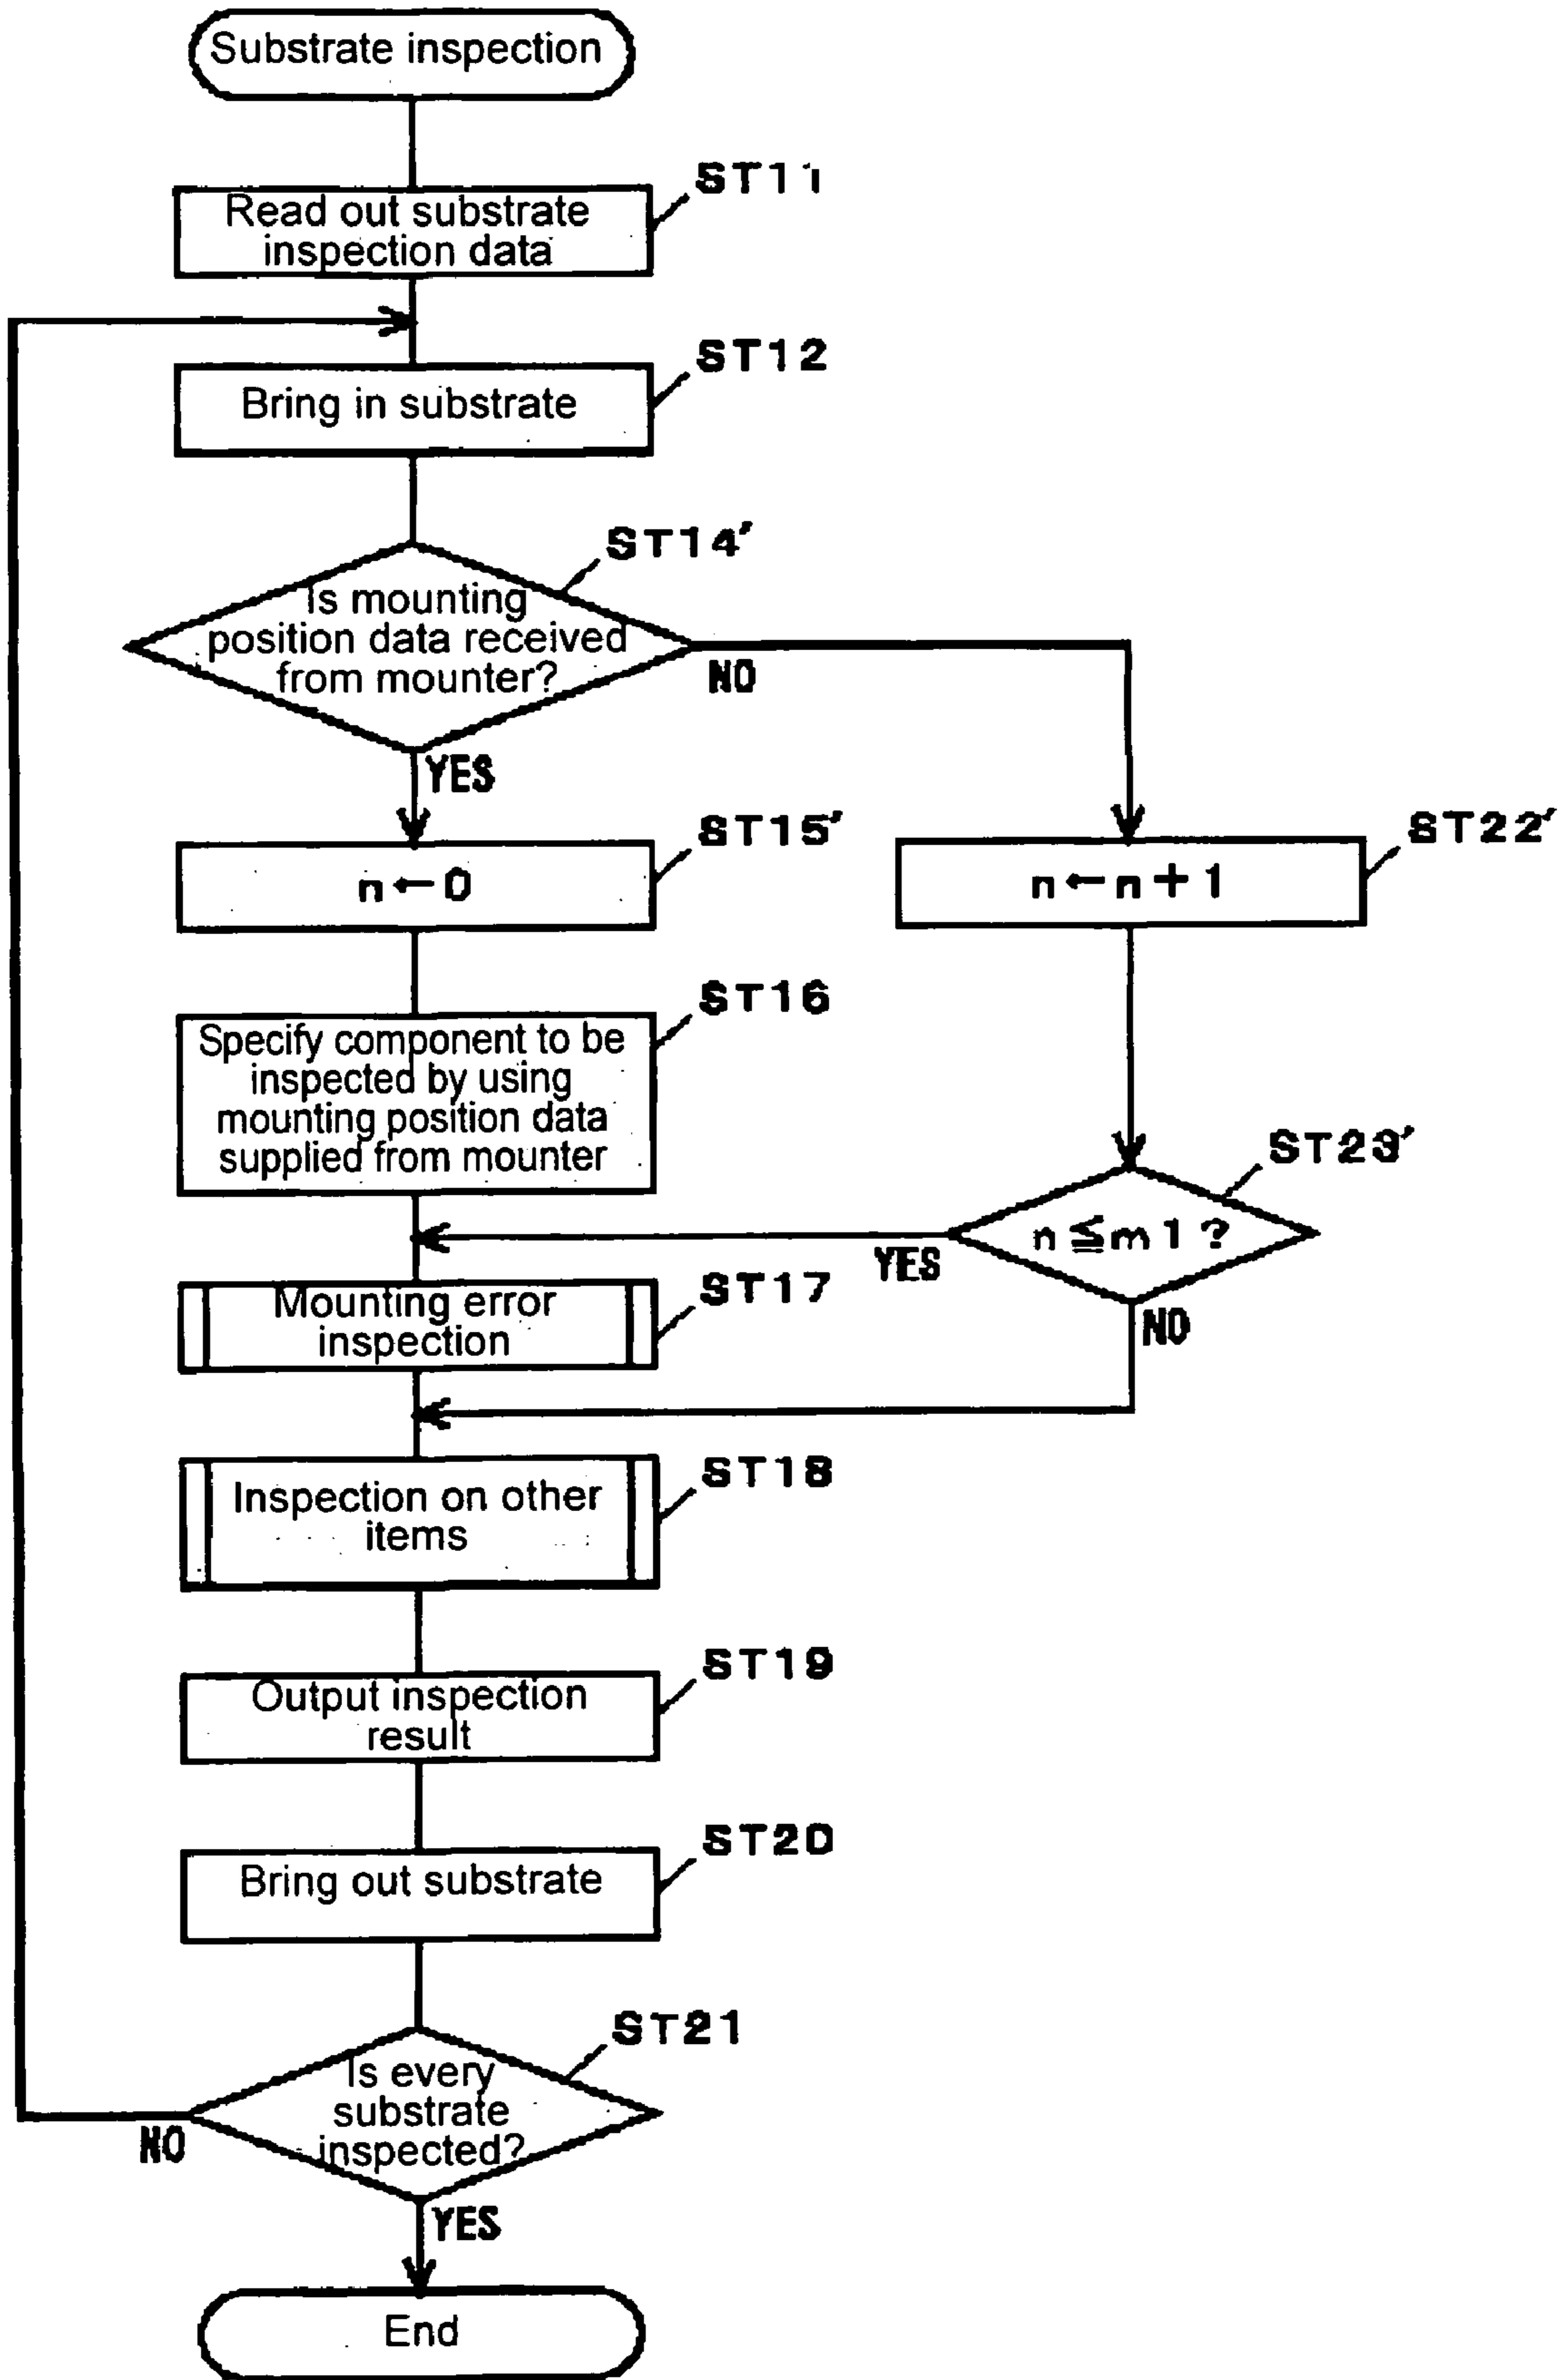 Substrate inspection
ST11
Read out substrate
inspection data
ST12
Bring in substrate
ST14'
Is mounting
position data received
from mounter?
NO
YES
ST15'
n ← 0
ST22'
n ← n + 1
ST16
Specify component to be
inspected by using
mounting position data
supplied from mounter
ST23'
n ≦ m1 ?
YES
NO
ST17
Mounting error
inspection
ST18
Inspection on other
items
ST19
Output inspection
result
ST20
Bring out substrate
ST21
Is every
substrate
inspected?
NO
YES
End